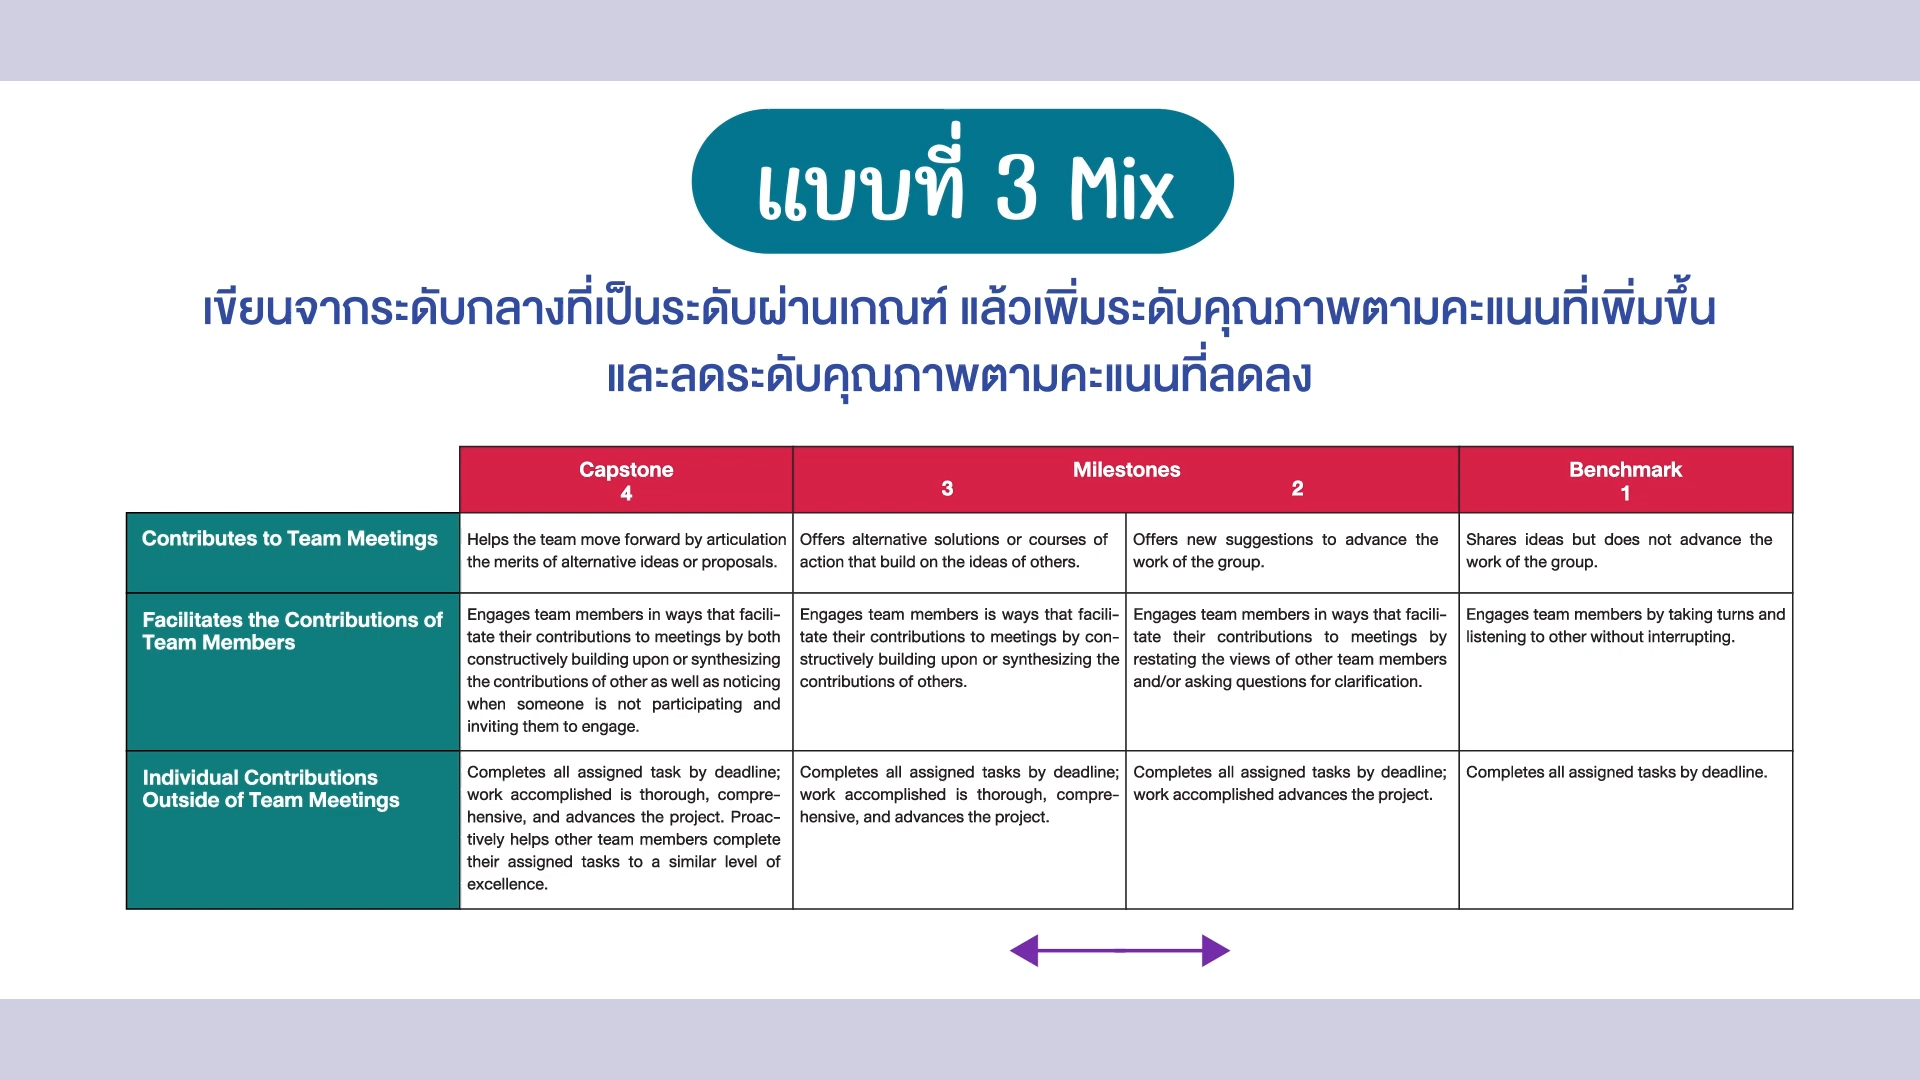 แบบที่ 3 Mix
เขียนจากระดับกลางที่เป็นระดับผ่านเกณฑ์ แล้วเพิ่มระดับคุณภาพตามคะแนนที่เพิ่มขึ้น
และลดระดับคุณภาพตามคะแนนที่ลดลง
Capstone
4
Milestones
3 2
Benchmark
1
Contributes to Team Meetings
Helps the team move forward by articulation
the merits of alternative ideas or proposals.
Offers alternative solutions or courses of
action that build on the ideas of others.
Offers new suggestions to advance the
work of the group.
Shares ideas but does not advance the
work of the group.
Facilitates the Contributions of
Team Members
Engages team members in ways that facili-
tate their contributions to meetings by both
constructively building upon or synthesizing
the contributions of other as well as noticing
when someone is not participating and
inviting them to engage.
Engages team members is ways that facili-
tate their contributions to meetings by con-
structively building upon or synthesizing the
contributions of others.
Engages team members in ways that facili-
tate their contributions to meetings by
restating the views of other team members
and/or asking questions for clarification.
Engages team members by taking turns and
listening to other without interrupting.
Individual Contributions
Outside of Team Meetings
Completes all assigned task by deadline;
work accomplished is thorough, compre-
hensive, and advances the project. Proac-
tively helps other team members complete
their assigned tasks to a similar level of
excellence.
Completes all assigned tasks by deadline;
work accomplished is thorough, compre-
hensive, and advances the project.
Completes all assigned tasks by deadline;
work accomplished advances the project.
Completes all assigned tasks by deadline.